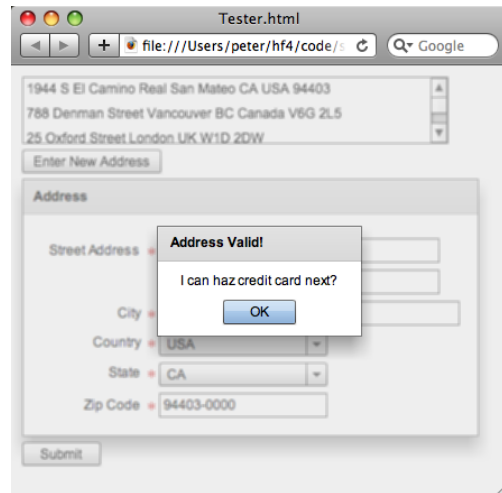 Tester.html
file:///Users/peter/hf4/code/s
Google
1944 S El Camino Real San Mateo CA USA 94403
788 Denman Street Vancouver BC Canada V6G 2L5
25 Oxford Street London UK W1D 2DW
Enter New Address
Address
Address Valid!
Street Address *
I can haz credit card next?
OK
City *
Country * USA
State * CA
Zip Code * 94403-0000
Submit